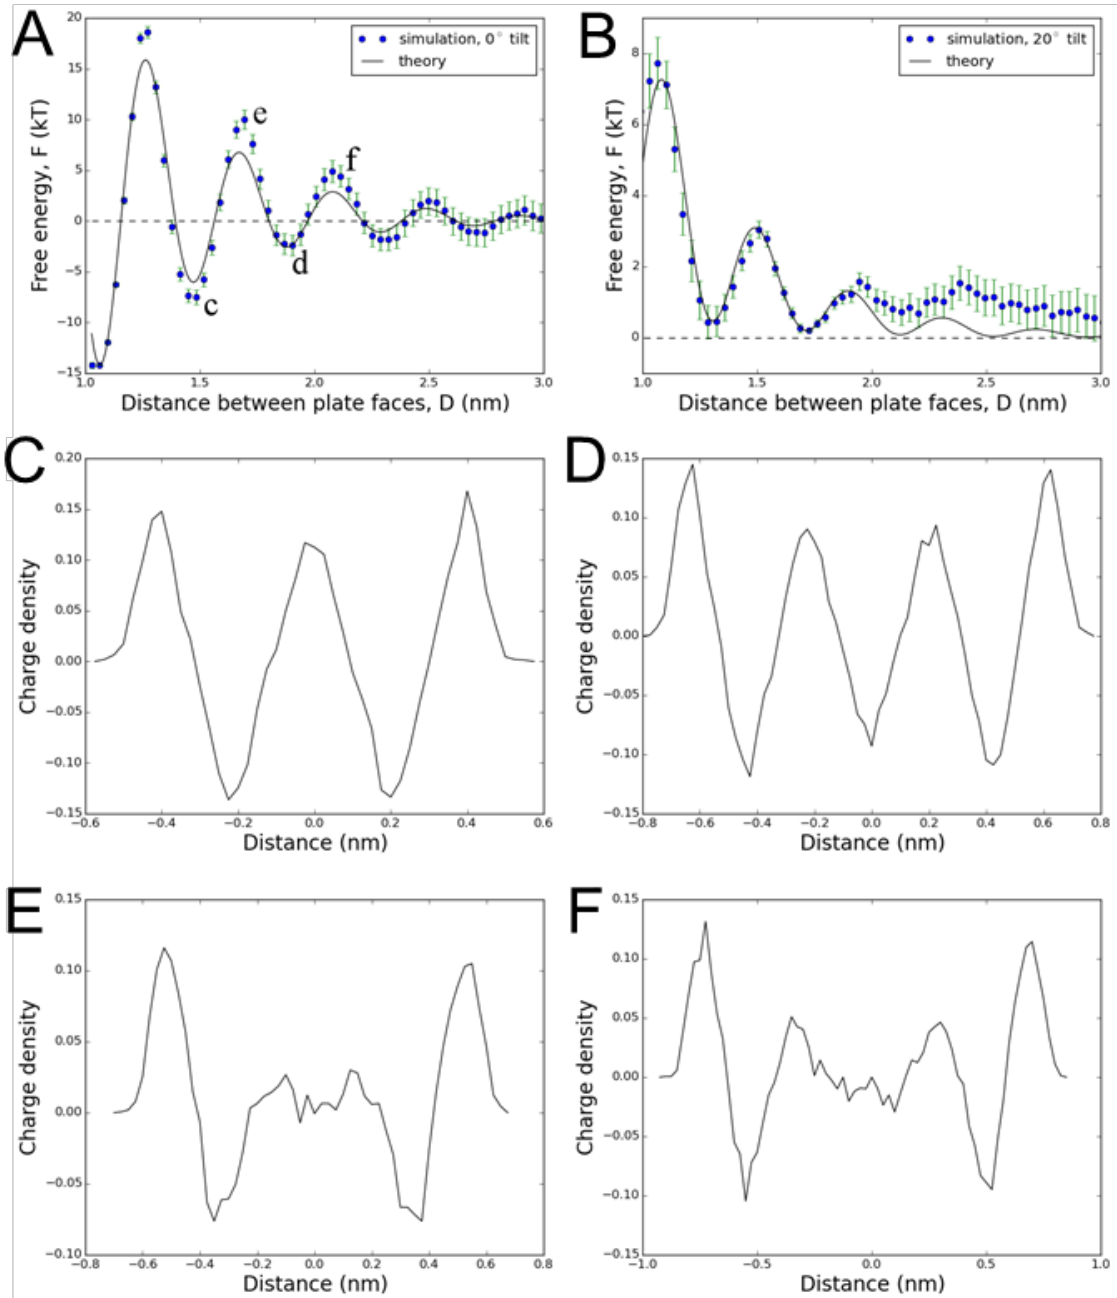 A
Free energy, F (kT)
20
15
10
5
0
−5
−10
−15
simulation, 0° tilt
theory
e
f
c
d
1.0 1.5 2.0 2.5 3.0
Distance between plate faces, D (nm)
B
Free energy, F (kT)
8
6
4
2
0
simulation, 20° tilt
theory
1.0 1.5 2.0 2.5 3.0
Distance between plate faces, D (nm)
C
Charge density
0.20
0.15
0.10
0.05
0.00
−0.05
−0.10
−0.15
−0.6 −0.4 −0.2 0.0 0.2 0.4 0.6
Distance (nm)
D
Charge density
0.15
0.10
0.05
0.00
−0.05
−0.10
−0.15
−0.8 −0.6 −0.4 −0.2 0.0 0.2 0.4 0.6 0.8
Distance (nm)
E
Charge density
0.15
0.10
0.05
0.00
−0.05
−0.10
−0.8 −0.6 −0.4 −0.2 0.0 0.2 0.4 0.6 0.8
Distance (nm)
F
Charge density
0.15
0.10
0.05
0.00
−0.05
−0.10
−0.15
−1.0 −0.5 0.0 0.5 1.0
Distance (nm)